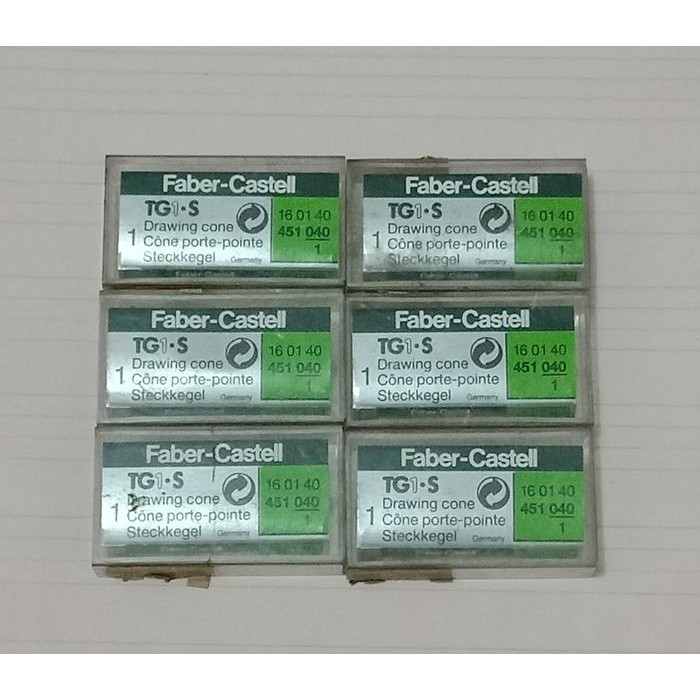 Faber-Castell
TG1·S
1 Drawing cone
Cône porte-pointe
Steckkegel
Germany
16 01 40
451 040
1
Faber-Castell
Faber-Castell
TG1·S
1 Drawing cone
Cône porte-pointe
Steckkegel
Germany
16 01 40
451 040
1
Faber-Castell
Faber-Castell
TG1·S
1 Drawing cone
Cône porte-pointe
Steckkegel
Germany
16 01 40
451 040
1
Faber-Castell
TG1·S
1 Drawing cone
Cône porte-pointe
Steckkegel
Germany
16 01 40
451 040
1
Faber-Castell
TG1·S
1 Drawing cone
Cône porte-pointe
Steckkegel
Germany
16 01 40
451 040
1
Faber-Castell
TG1·S
1 Drawing cone
Cône porte-pointe
Steckkegel
Germany
16 01 40
451 040
1